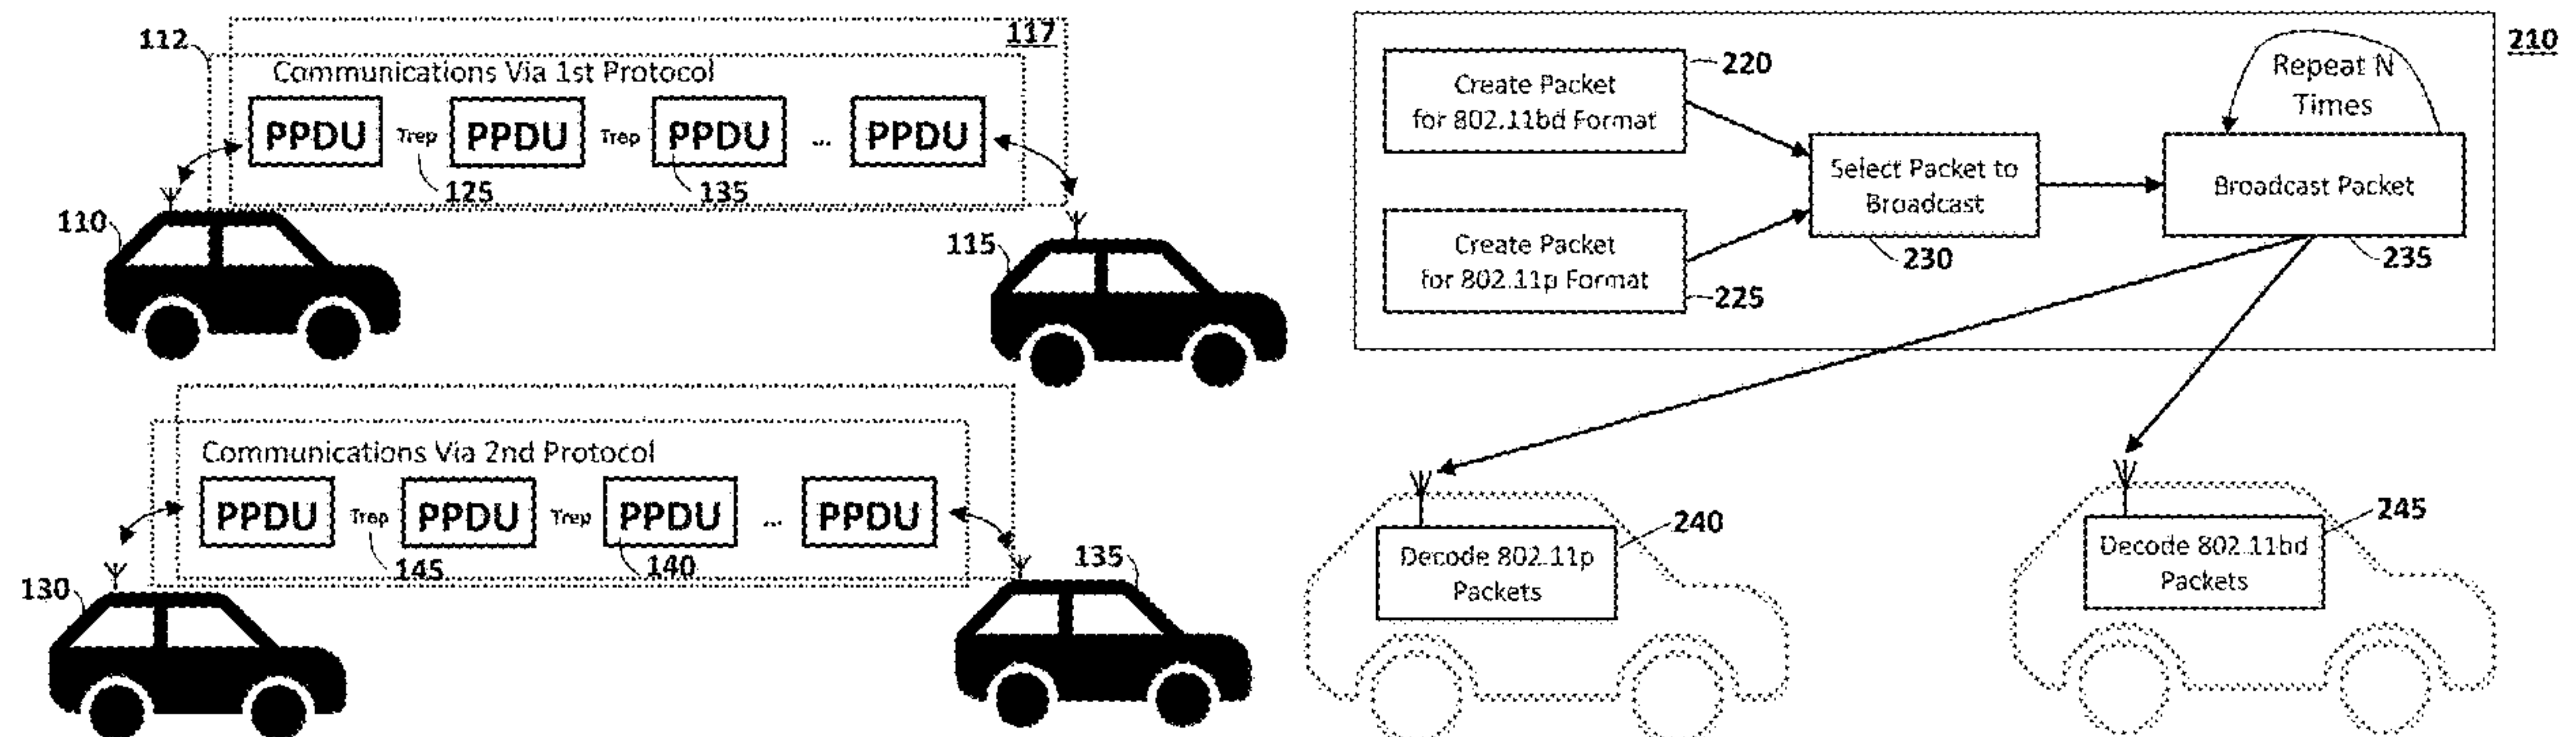 112
117
Communications Via 1st Protocol
PPDU Trep PPDU Trep PPDU ... PPDU
125
135
110
115
Communications Via 2nd Protocol
PPDU Trep PPDU Trep PPDU ... PPDU
145
140
130
135
210
Create Packet
for 802.11bd Format
220
Create Packet
for 802.11p Format
225
Select Packet to
Broadcast
230
Repeat N
Times
Broadcast Packet
235
Decode 802.11p
Packets
240
Decode 802.11bd
Packets
245